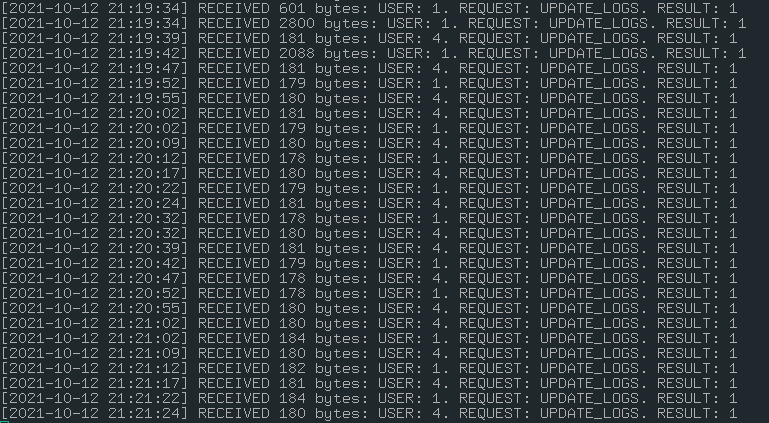 [2021-10-12 21:19:34] RECEIVED 601 bytes: USER: 1. REQUEST: UPDATE_LOGS. RESULT: 1
[2021-10-12 21:19:34] RECEIVED 2800 bytes: USER: 1. REQUEST: UPDATE_LOGS. RESULT: 1
[2021-10-12 21:19:39] RECEIVED 181 bytes: USER: 4. REQUEST: UPDATE_LOGS. RESULT: 1
[2021-10-12 21:19:42] RECEIVED 2088 bytes: USER: 1. REQUEST: UPDATE_LOGS. RESULT: 1
[2021-10-12 21:19:47] RECEIVED 181 bytes: USER: 4. REQUEST: UPDATE_LOGS. RESULT: 1
[2021-10-12 21:19:52] RECEIVED 179 bytes: USER: 1. REQUEST: UPDATE_LOGS. RESULT: 1
[2021-10-12 21:19:55] RECEIVED 180 bytes: USER: 4. REQUEST: UPDATE_LOGS. RESULT: 1
[2021-10-12 21:20:02] RECEIVED 181 bytes: USER: 4. REQUEST: UPDATE_LOGS. RESULT: 1
[2021-10-12 21:20:02] RECEIVED 179 bytes: USER: 1. REQUEST: UPDATE_LOGS. RESULT: 1
[2021-10-12 21:20:09] RECEIVED 180 bytes: USER: 4. REQUEST: UPDATE_LOGS. RESULT: 1
[2021-10-12 21:20:12] RECEIVED 178 bytes: USER: 1. REQUEST: UPDATE_LOGS. RESULT: 1
[2021-10-12 21:20:17] RECEIVED 180 bytes: USER: 4. REQUEST: UPDATE_LOGS. RESULT: 1
[2021-10-12 21:20:22] RECEIVED 179 bytes: USER: 1. REQUEST: UPDATE_LOGS. RESULT: 1
[2021-10-12 21:20:24] RECEIVED 181 bytes: USER: 4. REQUEST: UPDATE_LOGS. RESULT: 1
[2021-10-12 21:20:32] RECEIVED 178 bytes: USER: 1. REQUEST: UPDATE_LOGS. RESULT: 1
[2021-10-12 21:20:32] RECEIVED 180 bytes: USER: 4. REQUEST: UPDATE_LOGS. RESULT: 1
[2021-10-12 21:20:39] RECEIVED 181 bytes: USER: 4. REQUEST: UPDATE_LOGS. RESULT: 1
[2021-10-12 21:20:42] RECEIVED 179 bytes: USER: 1. REQUEST: UPDATE_LOGS. RESULT: 1
[2021-10-12 21:20:47] RECEIVED 178 bytes: USER: 4. REQUEST: UPDATE_LOGS. RESULT: 1
[2021-10-12 21:20:52] RECEIVED 178 bytes: USER: 1. REQUEST: UPDATE_LOGS. RESULT: 1
[2021-10-12 21:20:55] RECEIVED 180 bytes: USER: 4. REQUEST: UPDATE_LOGS. RESULT: 1
[2021-10-12 21:21:02] RECEIVED 180 bytes: USER: 4. REQUEST: UPDATE_LOGS. RESULT: 1
[2021-10-12 21:21:02] RECEIVED 184 bytes: USER: 1. REQUEST: UPDATE_LOGS. RESULT: 1
[2021-10-12 21:21:09] RECEIVED 180 bytes: USER: 4. REQUEST: UPDATE_LOGS. RESULT: 1
[2021-10-12 21:21:12] RECEIVED 182 bytes: USER: 1. REQUEST: UPDATE_LOGS. RESULT: 1
[2021-10-12 21:21:17] RECEIVED 181 bytes: USER: 4. REQUEST: UPDATE_LOGS. RESULT: 1
[2021-10-12 21:21:22] RECEIVED 184 bytes: USER: 1. REQUEST: UPDATE_LOGS. RESULT: 1
[2021-10-12 21:21:24] RECEIVED 180 bytes: USER: 4. REQUEST: UPDATE_LOGS. RESULT: 1